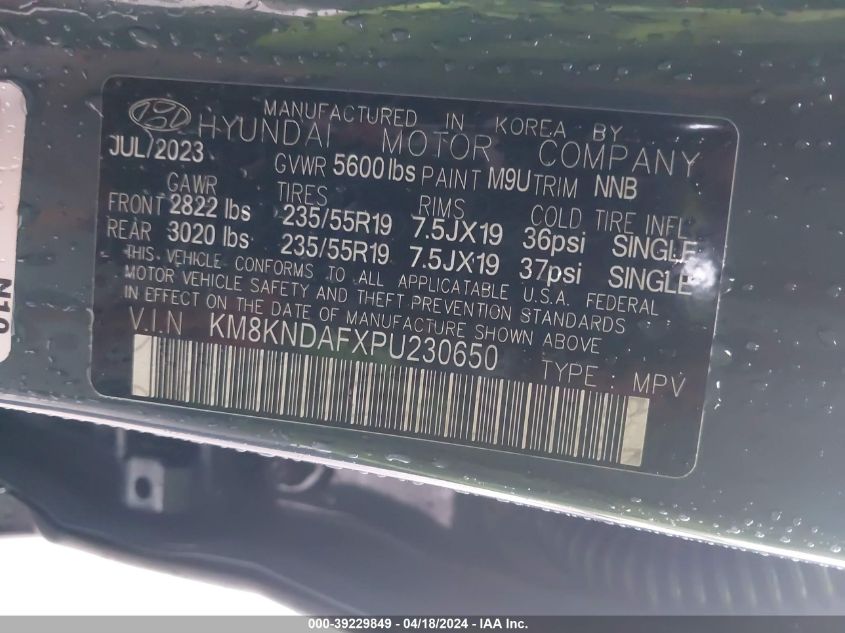 MANUFACTURED IN KOREA BY
HYUNDAI MOTOR COMPANY
JUL/2023 GVWR 5600lbs PAINT M9U TRIM NNB
GAWR TIRES RIMS COLD TIRE INFL.
FRONT 2822 lbs 235/55R19 7.5JX19 36psi SINGLE
REAR 3020 lbs 235/55R19 7.5JX19 37psi SINGLE
THIS VEHICLE CONFORMS TO ALL APPLICATABLE U.S.A. FEDERAL
MOTOR VEHICLE SAFETY AND THEFT PREVENTION STANDARDS
IN EFFECT ON THE DATE OF MANUFACTURE SHOWN ABOVE.
V.I.N KM8KNDAFXPU230650 TYPE : MPV
000-39229849 - 04/18/2024 - IAA Inc.